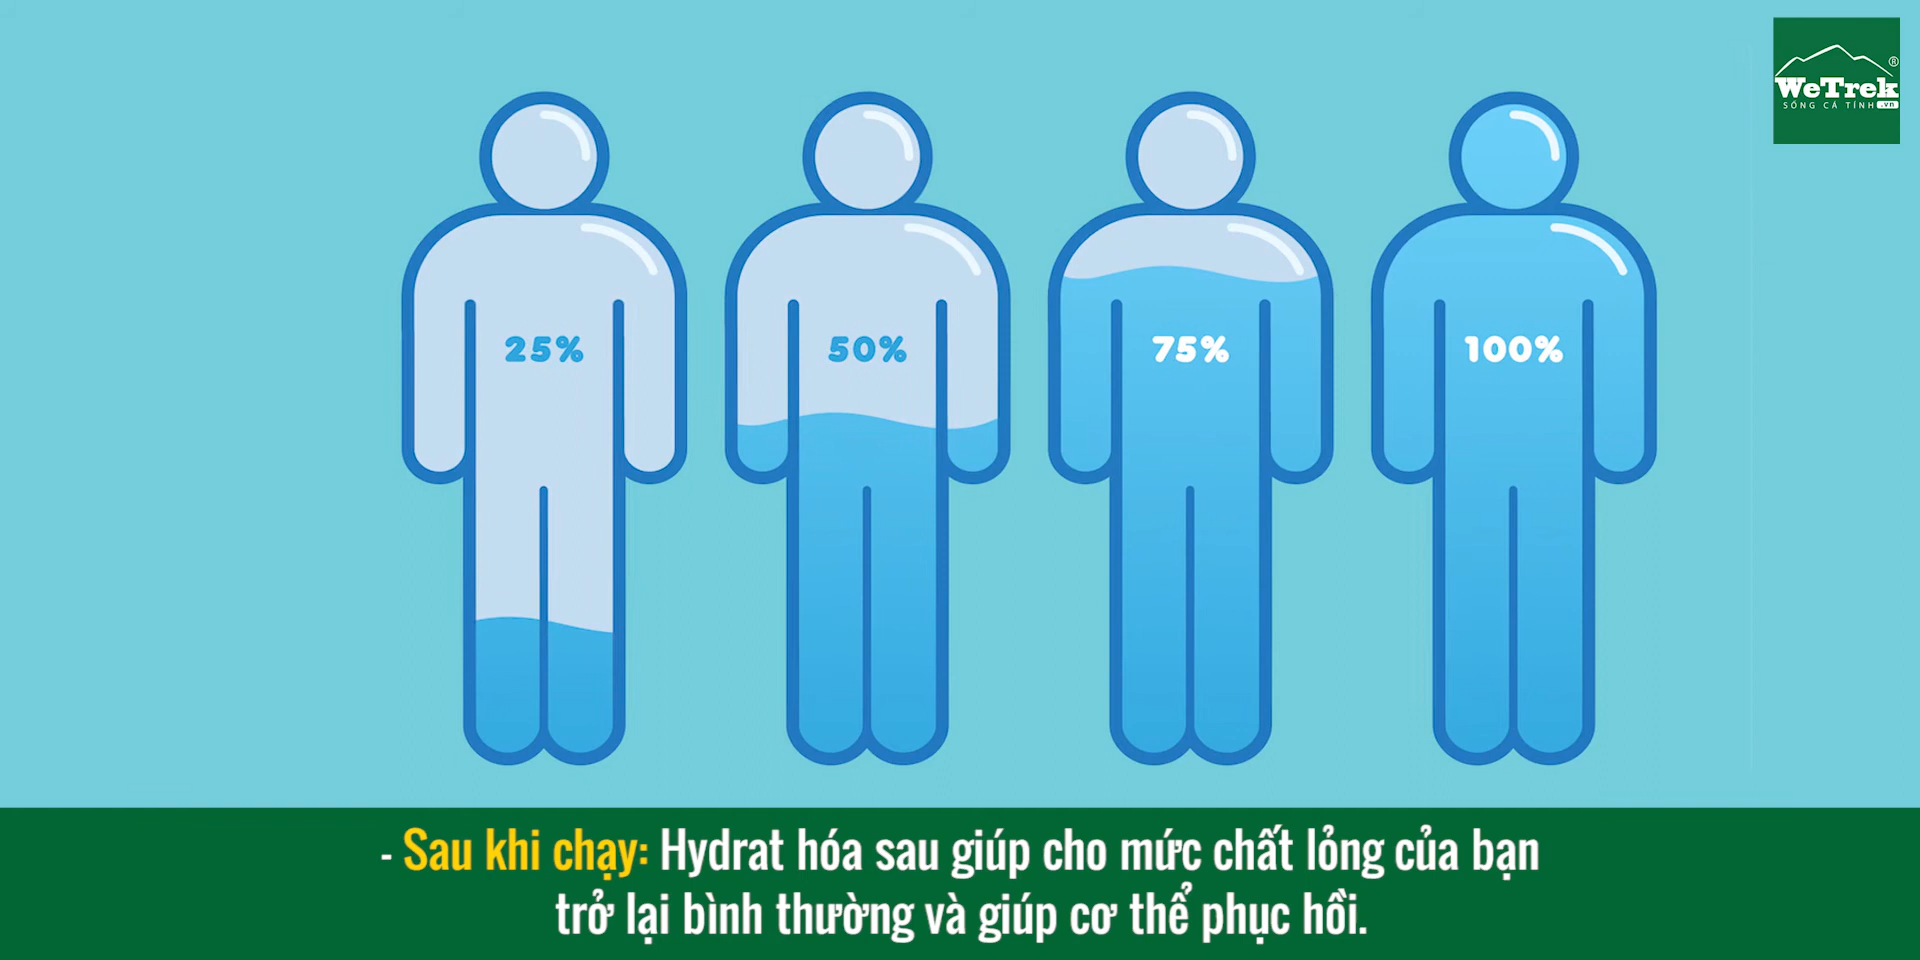 WeTrek®
SỐNG CÁ TÍNH .vn
25%
50%
75%
100%
- Sau khi chạy: Hydrat hóa sau giúp cho mức chất lỏng của bạn
trở lại bình thường và giúp cơ thể phục hồi.